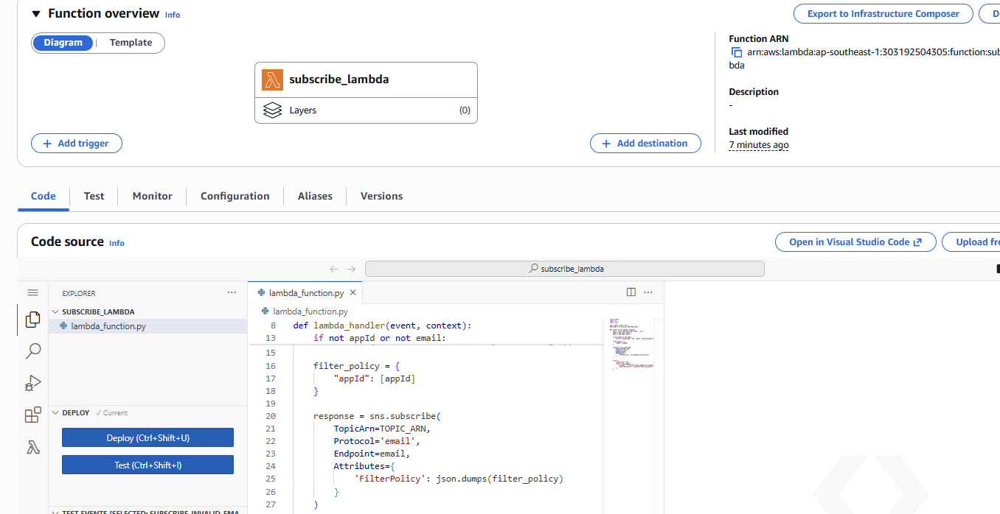 Function overview Info
Export to Infrastructure Composer
Diagram
Template
Function ARN
arn:aws:lambda:ap-southeast-1:303192504305:function:sub
bda
subscribe_lambda
Layers
(0)
Description
-
Last modified
7 minutes ago
+ Add trigger
+ Add destination
Code
Test
Monitor
Configuration
Aliases
Versions
Code source Info
Open in Visual Studio Code
Upload fro
subscribe_lambda
EXPLORER
SUBSCRIBE_LAMBDA
lambda_function.py
DEPLOY ✓ Current
Deploy (Ctrl+Shift+U)
Test (Ctrl+Shift+I)
TEST EVENTS [SELECTED: SUBSCRIBE_INVALID_EMA
lambda_function.py
lambda_function.py
8 def lambda_handler(event, context):
13 if not appId or not email:
15
16 filter_policy = {
17 "appId": [appId]
18 }
19
20 response = sns.subscribe(
21 TopicArn=TOPIC_ARN,
22 Protocol='email',
23 Endpoint=email,
24 Attributes={
25 'FilterPolicy': json.dumps(filter_policy)
26 }
27 )